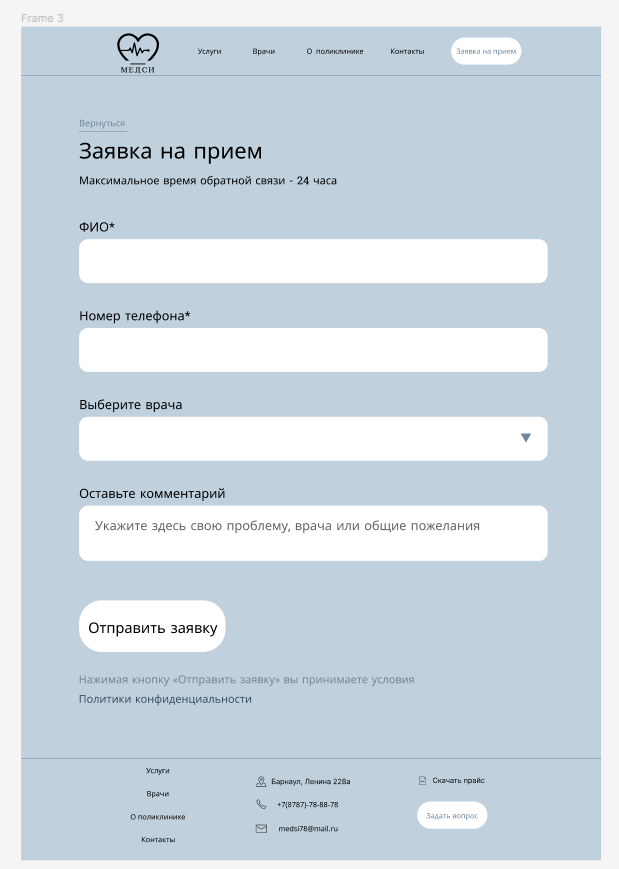 Frame 3
МЕДСИ
Услуги
Врачи
О поликлинике
Контакты
Заявка на прием
Вернуться
Заявка на прием
Максимальное время обратной связи - 24 часа
ФИО*
Номер телефона*
Выберите врача
Оставьте комментарий
Укажите здесь свою проблему, врача или общие пожелания
Отправить заявку
Нажимая кнопку «Отправить заявку» вы принимаете условия
Политики конфиденциальности
Услуги
Врачи
О поликлинике
Контакты
Барнаул, Ленина 228а
+7(8787)-78-88-78
medsi78@mail.ru
Скачать прайс
Задать вопрос